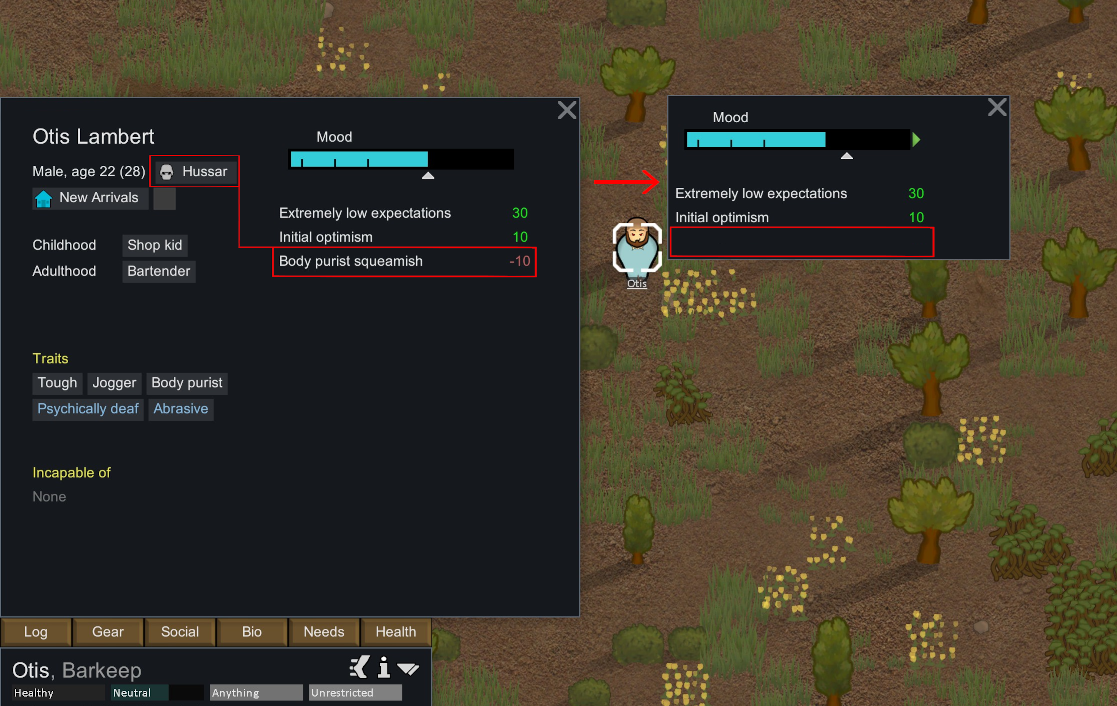 Otis Lambert
Male, age 22 (28) Hussar
New Arrivals
Childhood Shop kid
Adulthood Bartender
Traits
Tough Jogger Body purist
Psychically deaf Abrasive
Incapable of
None
Mood
Extremely low expectations 30
Initial optimism 10
Body purist squeamish -10
Mood
Extremely low expectations 30
Initial optimism 10
Otis
Log Gear Social Bio Needs Health
Otis, Barkeep
Healthy Neutral Anything Unrestricted